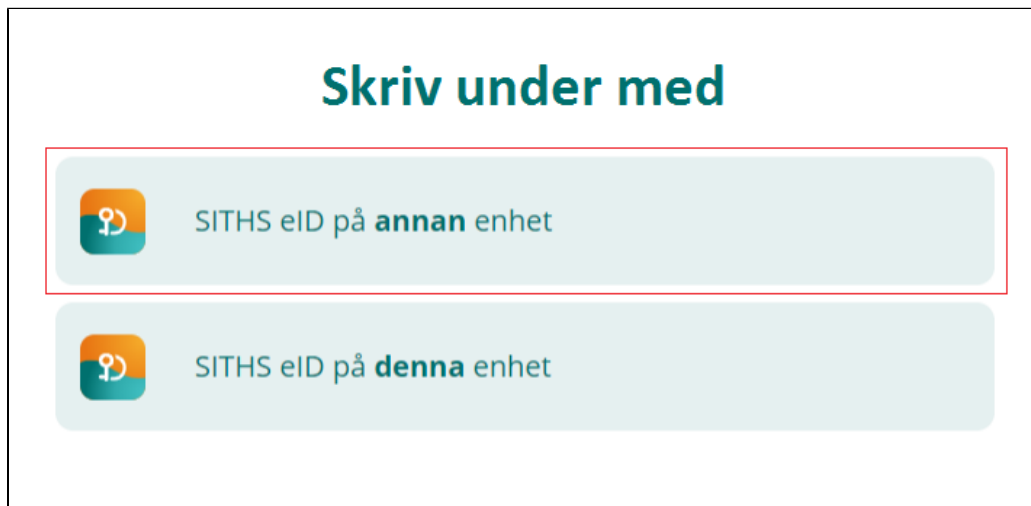 Skriv under med
SITHS eID på annan enhet
SITHS eID på denna enhet